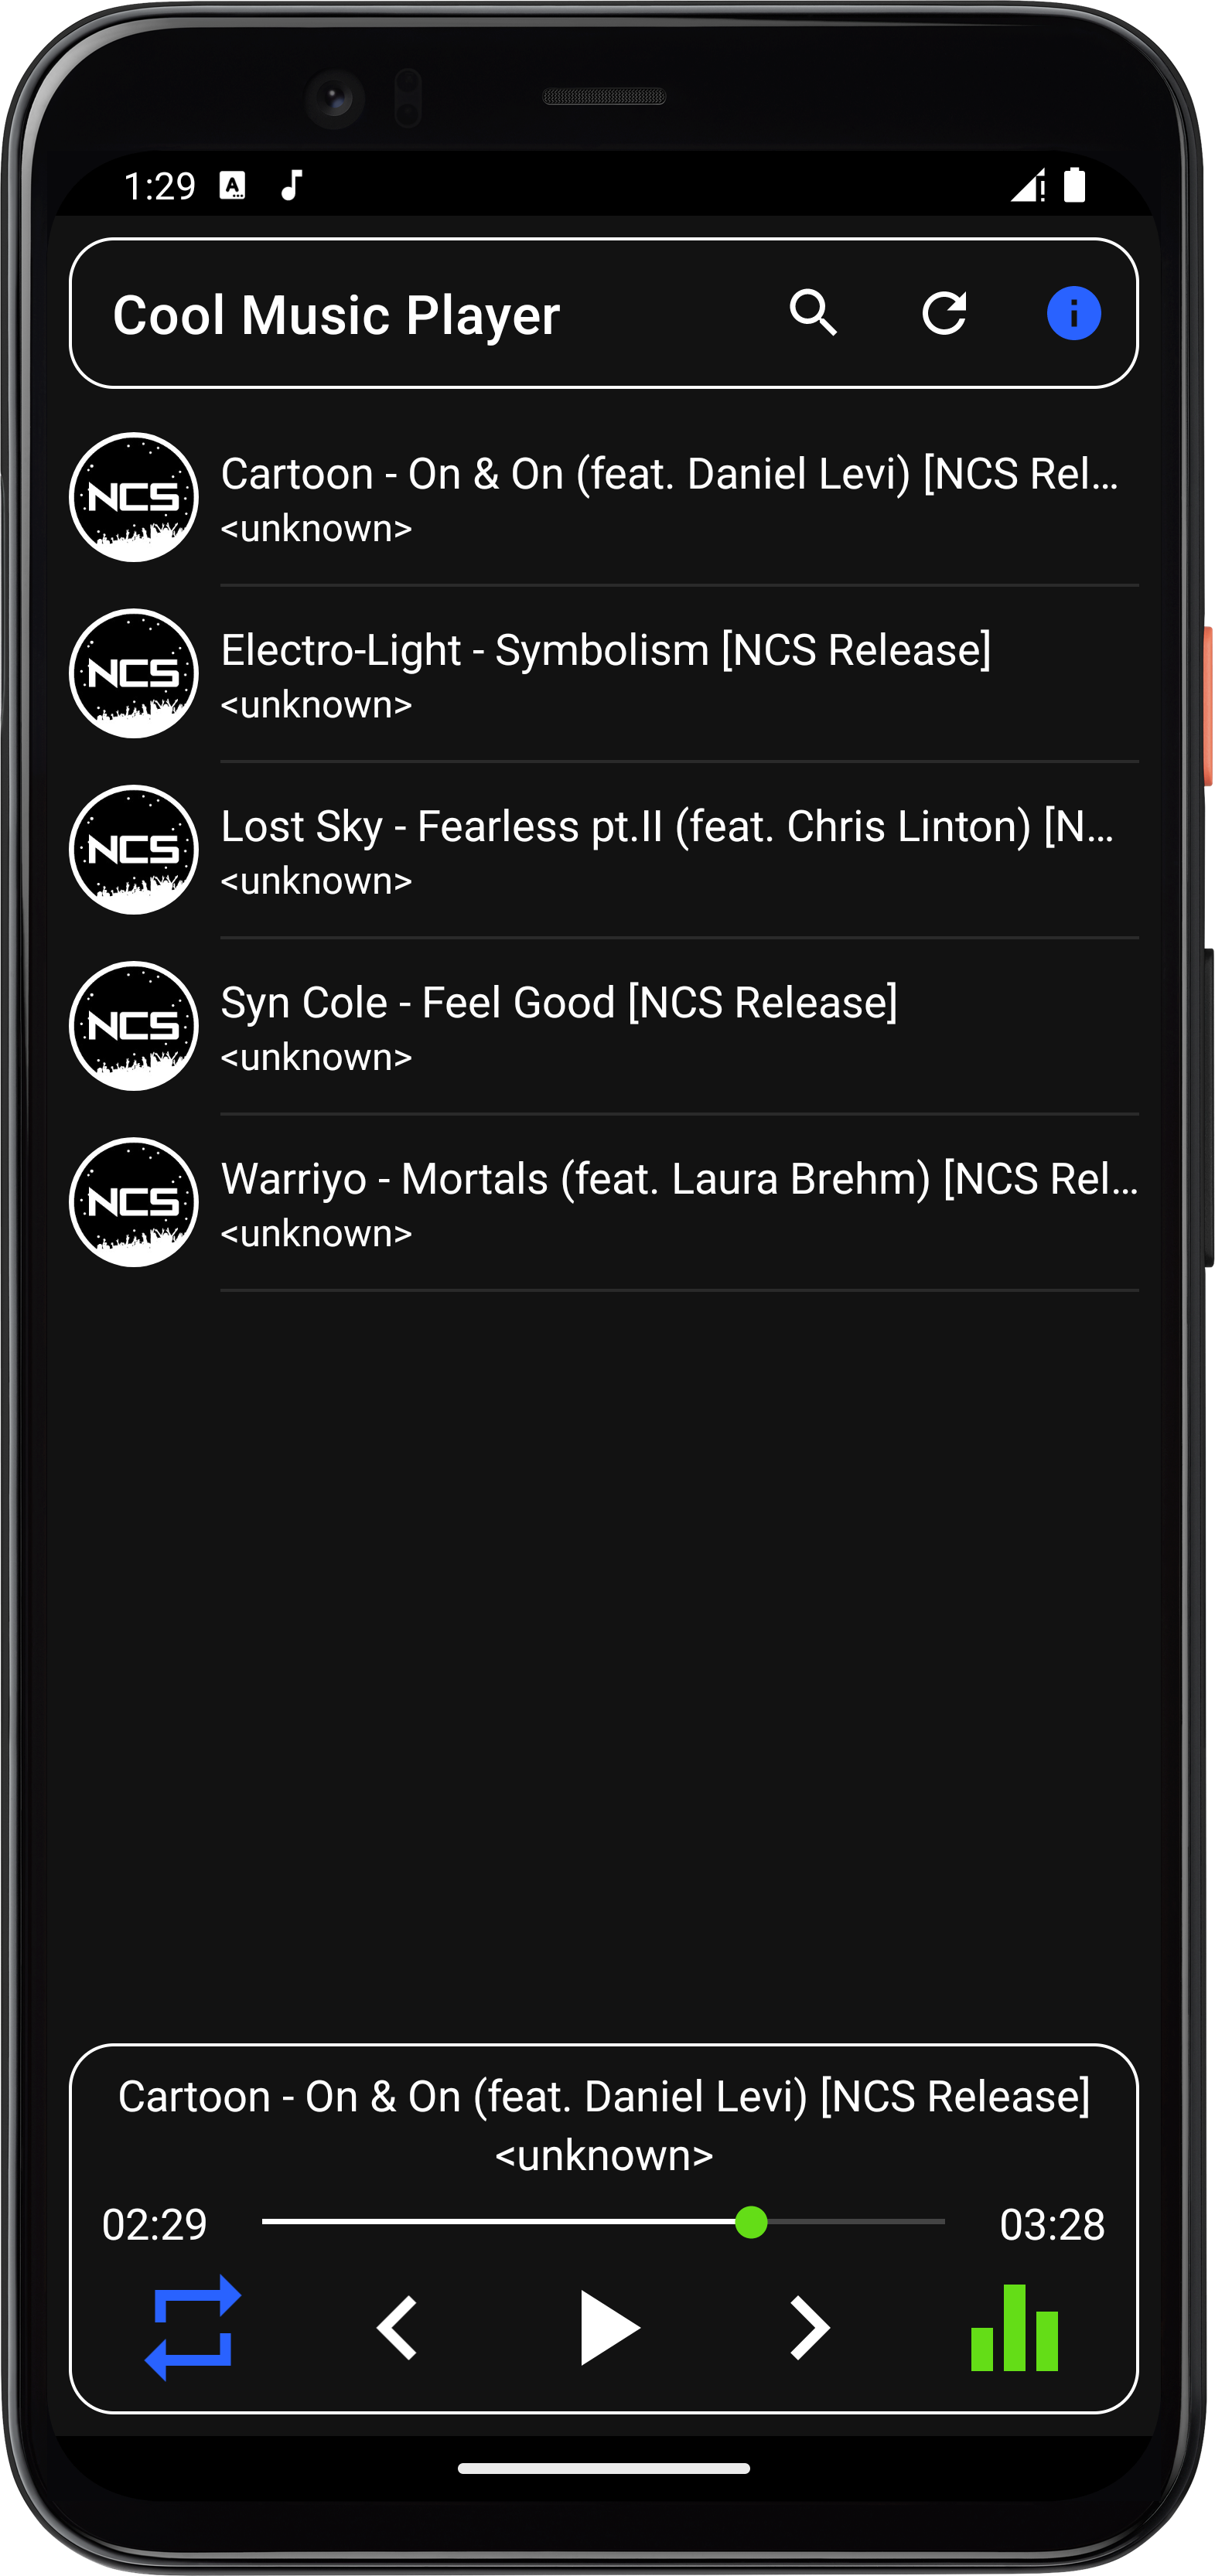 1:29
Cool Music Player
NCS
Cartoon - On & On (feat. Daniel Levi) [NCS Rel...
<unknown>
NCS
Electro-Light - Symbolism [NCS Release]
<unknown>
NCS
Lost Sky - Fearless pt.II (feat. Chris Linton) [N...
<unknown>
NCS
Syn Cole - Feel Good [NCS Release]
<unknown>
NCS
Warriyo - Mortals (feat. Laura Brehm) [NCS Rel...
<unknown>
Cartoon - On & On (feat. Daniel Levi) [NCS Release]
<unknown>
02:29
03:28